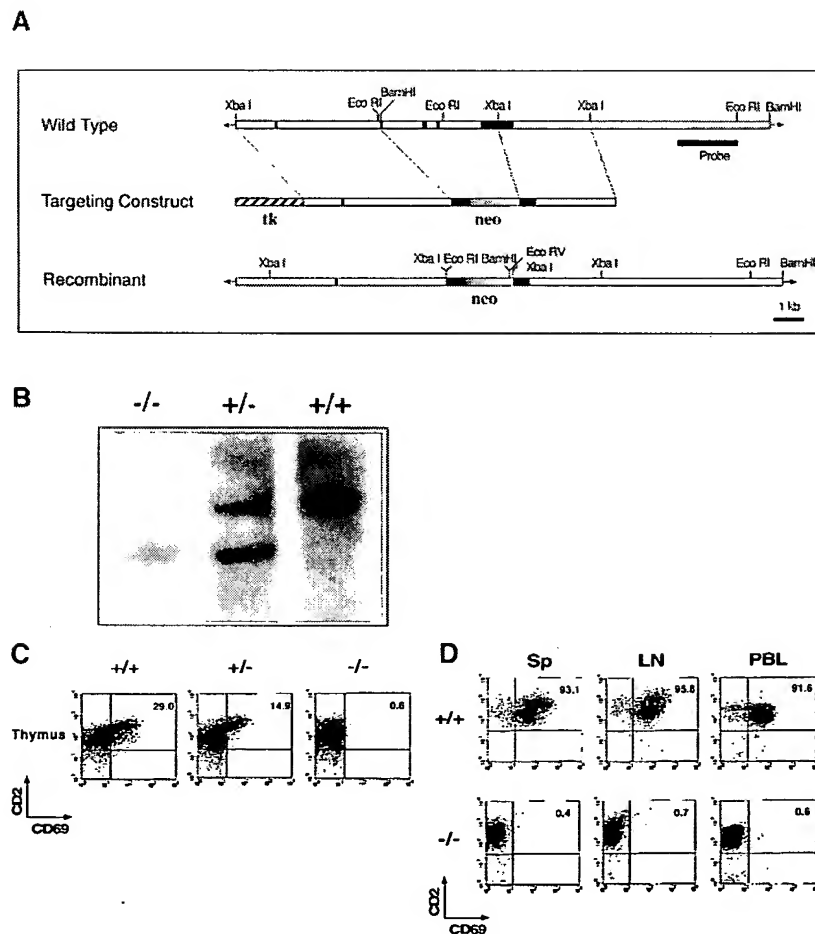 A
Xba I
Eco RI
BamHI
Eco RI
Xba I
Xba I
Eco RI
BamHI
Wild Type
Probe
Targeting Construct
tk
neo
Xba I
Xba I
Eco RI
BamHI
Eco RV
Xba I
Xba I
Eco RI
BamHI
Recombinant
neo
1 kb
B
-/-
+/-
+/+
C
+/+
+/-
-/-
Thymus
29.0
14.9
0.6
CD2
CD69
D
Sp
LN
PBL
+/+
93.1
95.8
91.6
-/-
0.4
0.7
0.6
CD2
CD69